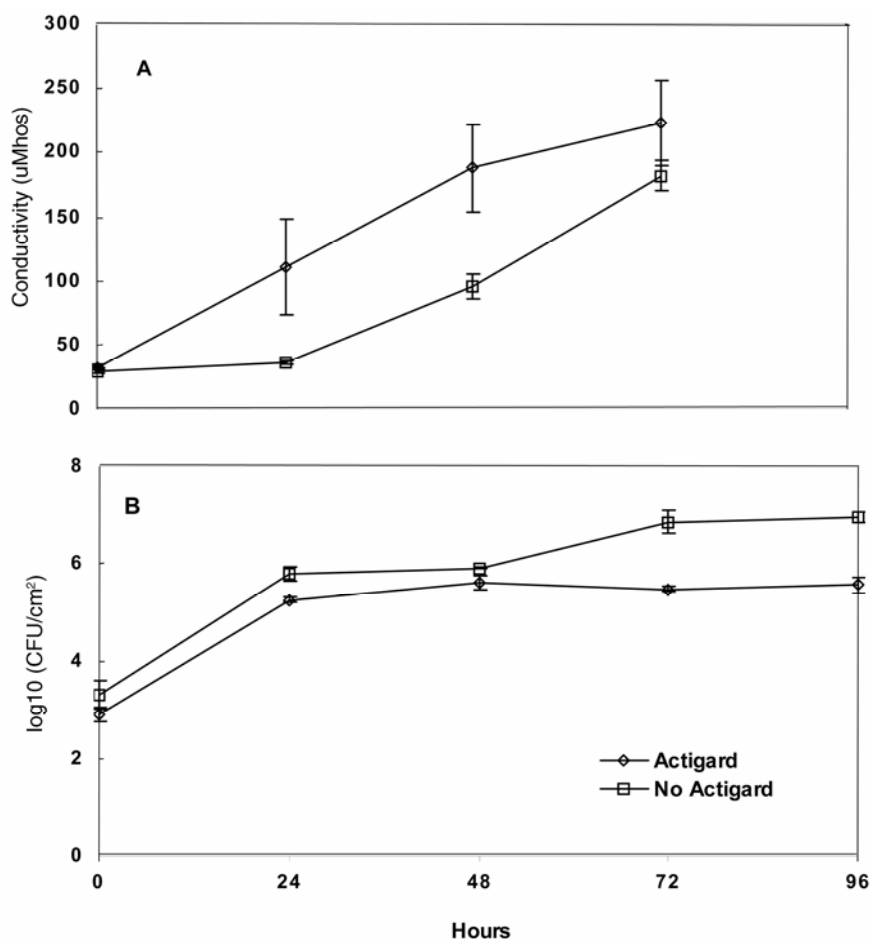 300
A
250
200
150
100
50
0
Conductivity (uMhos)
8
B
6
4
2
0
log10 (CFU/cm²)
Actigard
No Actigard
0 24 48 72 96
Hours